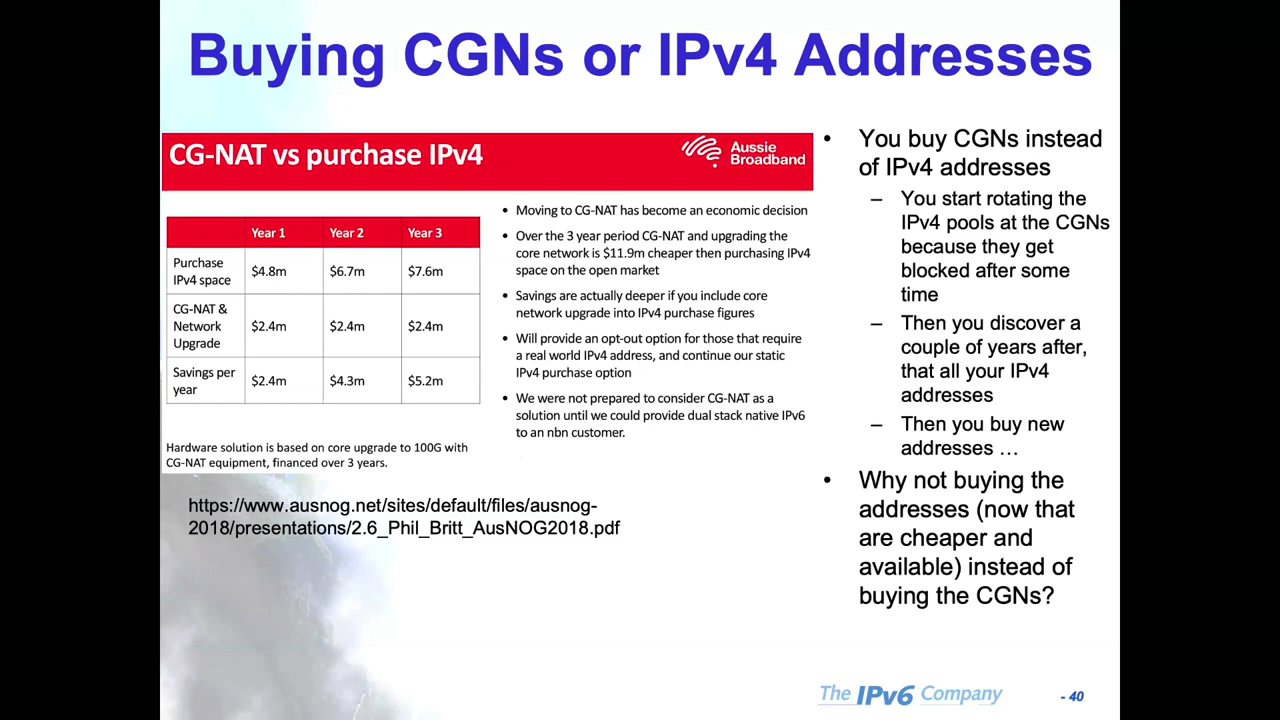 Buying CGNs or IPv4 Addresses
CG-NAT vs purchase IPv4
Aussie
Broadband
Year 1 Year 2 Year 3
Purchase
IPv4 space
$4.8m $6.7m $7.6m
CG-NAT &
Network
Upgrade
$2.4m $2.4m $2.4m
Savings per
year
$2.4m $4.3m $5.2m
Hardware solution is based on core upgrade to 100G with
CG-NAT equipment, financed over 3 years.
• Moving to CG-NAT has become an economic decision
• Over the 3 year period CG-NAT and upgrading the
core network is $11.9m cheaper then purchasing IPv4
space on the open market
• Savings are actually deeper if you include core
network upgrade into IPv4 purchase figures
• Will provide an opt-out option for those that require
a real world IPv4 address, and continue our static
IPv4 purchase option
• We were not prepared to consider CG-NAT as a
solution until we could provide dual stack native IPv6
to an nbn customer.
https://www.ausnog.net/sites/default/files/ausnog-
2018/presentations/2.6_Phil_Britt_AusNOG2018.pdf
• You buy CGNs instead
of IPv4 addresses
– You start rotating the
IPv4 pools at the CGNs
because they get
blocked after some
time
– Then you discover a
couple of years after,
that all your IPv4
addresses
– Then you buy new
addresses …
• Why not buying the
addresses (now that
are cheaper and
available) instead of
buying the CGNs?
The IPv6 Company
- 40